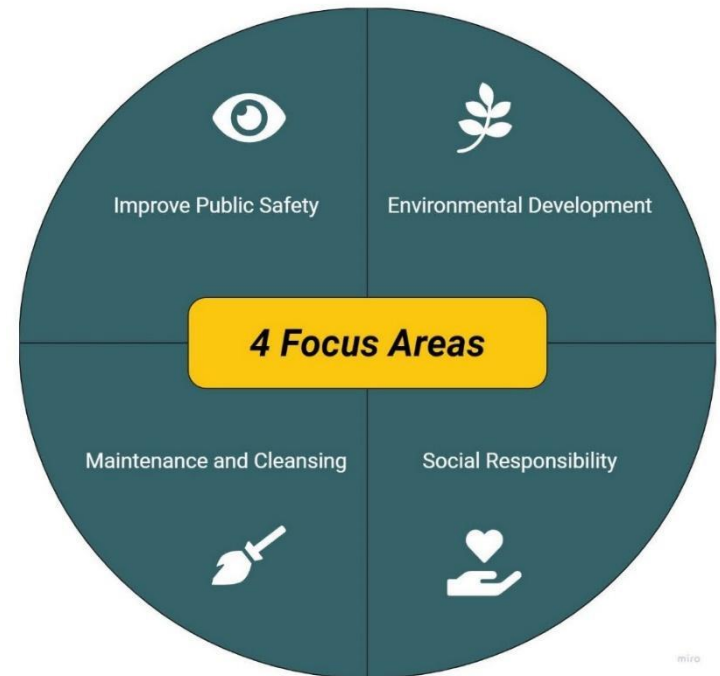 Improve Public Safety
Environmental Development
4 Focus Areas
Maintenance and Cleansing
Social Responsibility
miro